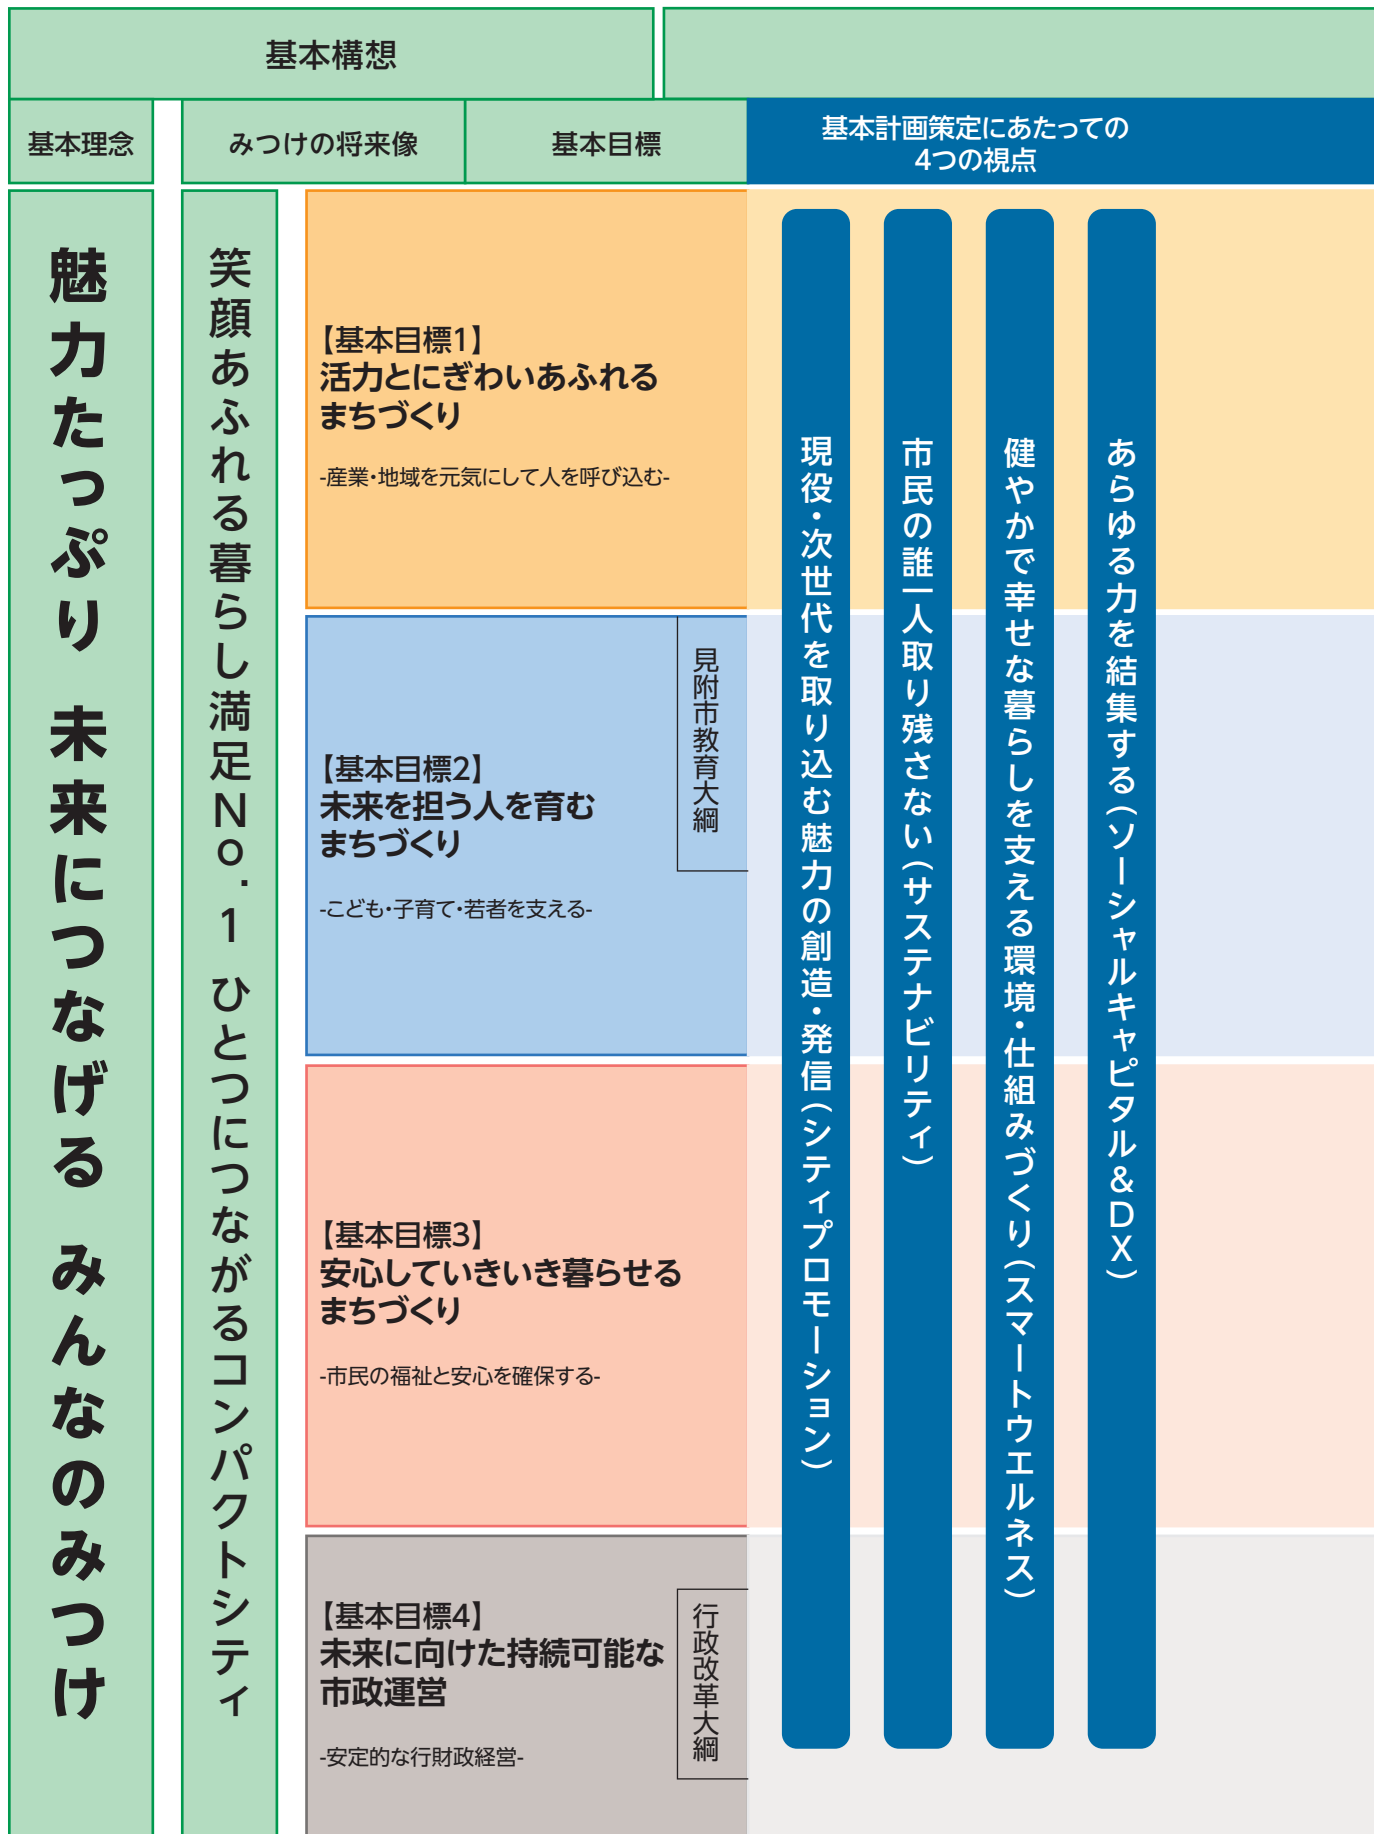 基本構想
基本理念
みつけの将来像
基本目標
基本計画策定にあたっての
4つの視点
魅力たっぷり 未来につなげる みんなのみつけ
笑顔あふれる暮らし満足No.1 ひとつにつながるコンパクトシティ
【基本目標1】
活力とにぎわいあふれる
まちづくり
-産業・地域を元気にして人を呼び込む-
【基本目標2】
未来を担う人を育む
まちづくり
-こども・子育て・若者を支える-
見附市教育大綱
【基本目標3】
安心していきいき暮らせる
まちづくり
-市民の福祉と安心を確保する-
【基本目標4】
未来に向けた持続可能な
市政運営
-安定的な行財政経営-
行政改革大綱
現役・次世代を取り込む魅力の創造・発信(シティプロモーション)
市民の誰一人取り残さない(サステナビリティ)
健やかで幸せな暮らしを支える環境・仕組みづくり(スマートウエルネス)
あらゆる力を結集する(ソーシャルキャピタル&DX)